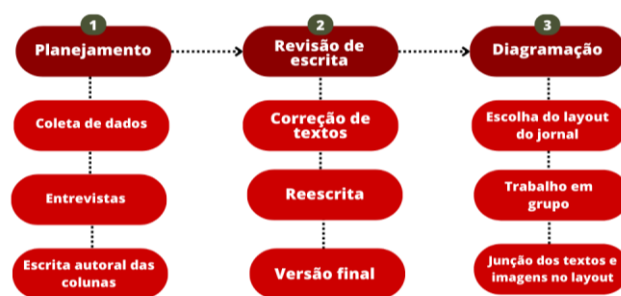 1
Planejamento
Coleta de dados
Entrevistas
Escrita autoral das
colunas
2
Revisão de
escrita
Correção de
textos
Reescrita
Versão final
3
Diagramação
Escolha do layout
do jornal
Trabalho em
grupo
Junção dos textos e
imagens no layout